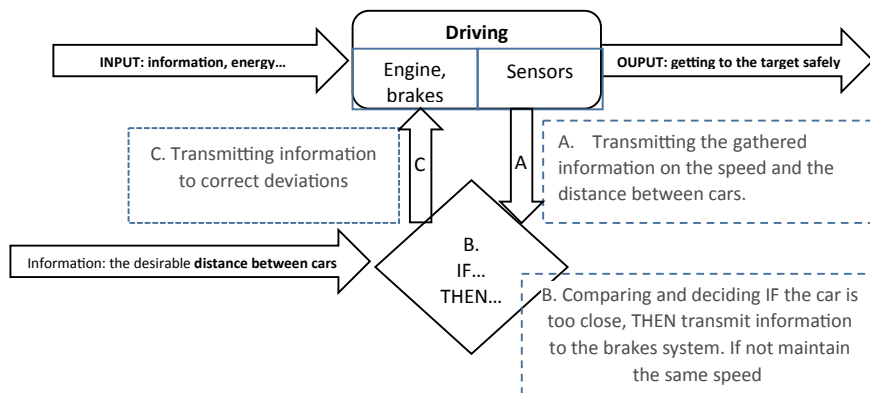 Driving
INPUT: information, energy...
Engine,
brakes
Sensors
OUPUT: getting to the target safely
C. Transmitting information
to correct deviations
C
A
A. Transmitting the gathered
information on the speed and the
distance between cars.
Information: the desirable distance between cars
B.
IF...
THEN...
B. Comparing and deciding IF the car is
too close, THEN transmit information
to the brakes system. If not maintain
the same speed